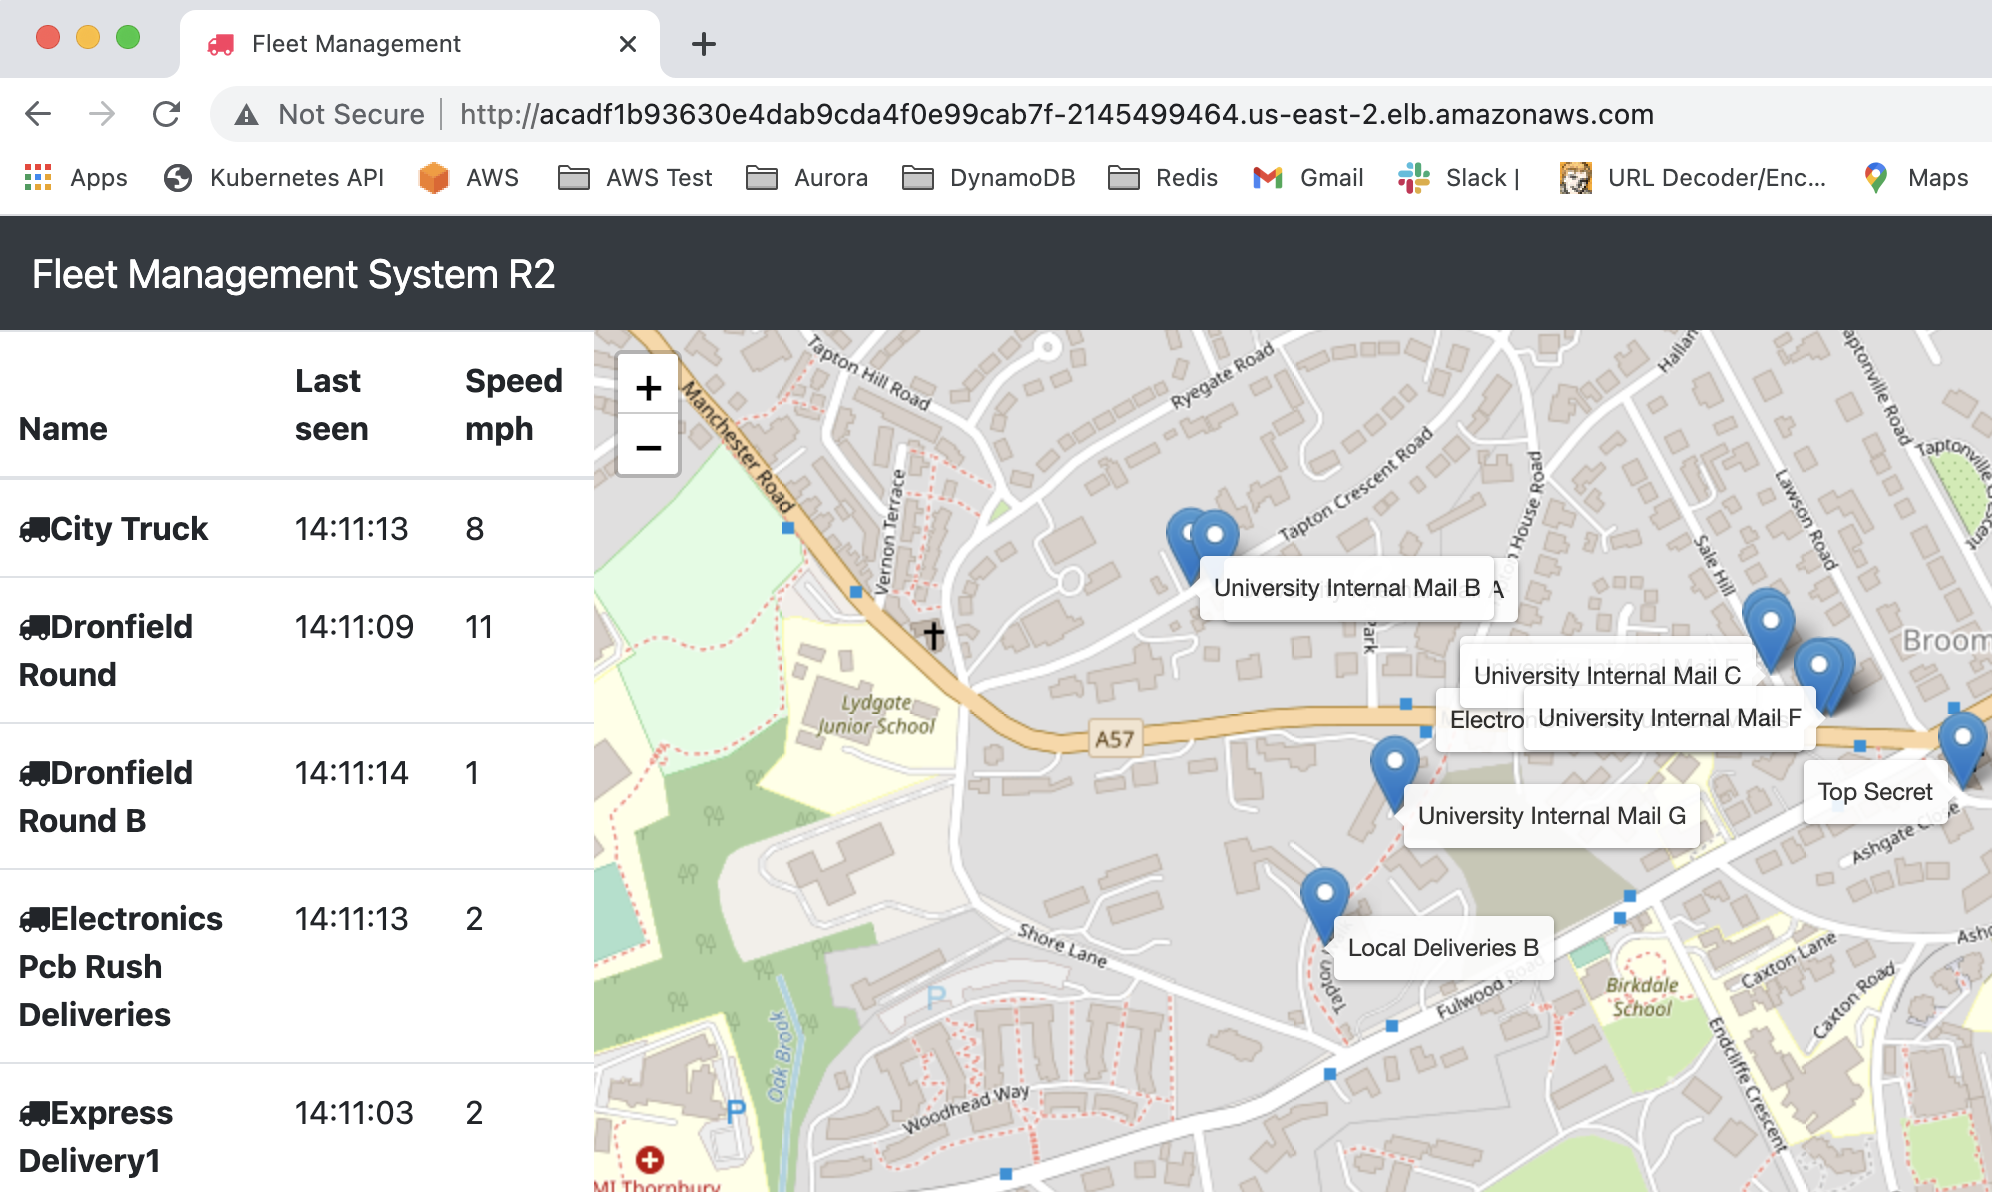 Fleet Management
Not Secure
http://acadf1b93630e4dab9cda4f0e99cab7f-2145499464.us-east-2.elb.amazonaws.com
Apps
Kubernetes API
AWS
AWS Test
Aurora
DynamoDB
Redis
Gmail
Slack |
URL Decoder/Enc...
Maps
Fleet Management System R2
Name
Last seen
Speed mph
City Truck 14:11:13 8
Dronfield Round 14:11:09 11
Dronfield Round B 14:11:14 1
Electronics Pcb Rush Deliveries 14:11:13 2
Express Delivery1 14:11:03 2
+
−
Tapton Hill Road
Manchester Road
Vernon Terrace
Ryegate Road
Tapton Crescent Road
Hallam
House Road
Park
Sale Hill
Lawson Road
aptonville Road
Taptonville
Broom
University Internal Mail B
A
University Internal Mail C
Electron
University Internal Mail F
University Internal Mail G
Top Secret
Local Deliveries B
Lydgate
Junior School
A57
Ashgate Close
Shore Lane
Fulwood Road
Tapto
Birkdale
School
Caxton Lane
Caxton Road
Ashg
Endcliffe Crescent
Oak Brook
Woodhead Way
P
P
MI Thornbury